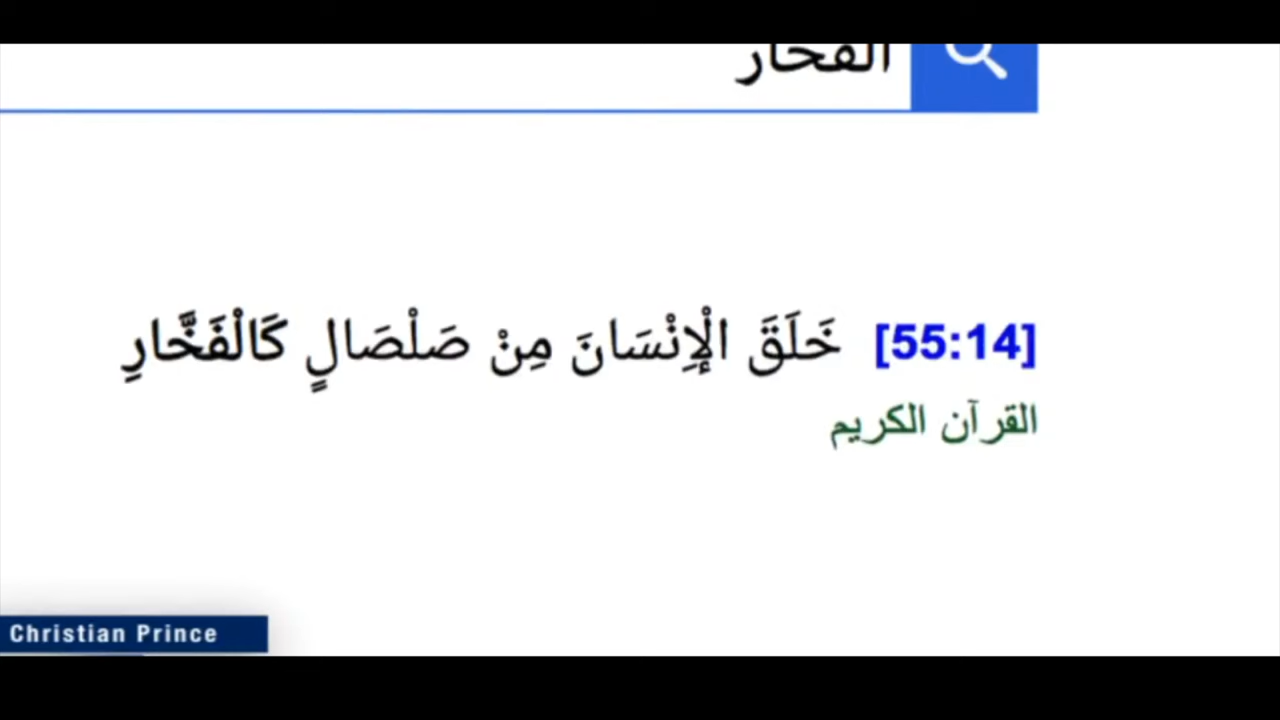 الفخار
[55:14] خَلَقَ الْإِنْسَانَ مِنْ صَلْصَالٍ كَالْفَخَّارِ
القرآن الكريم
Christian Prince